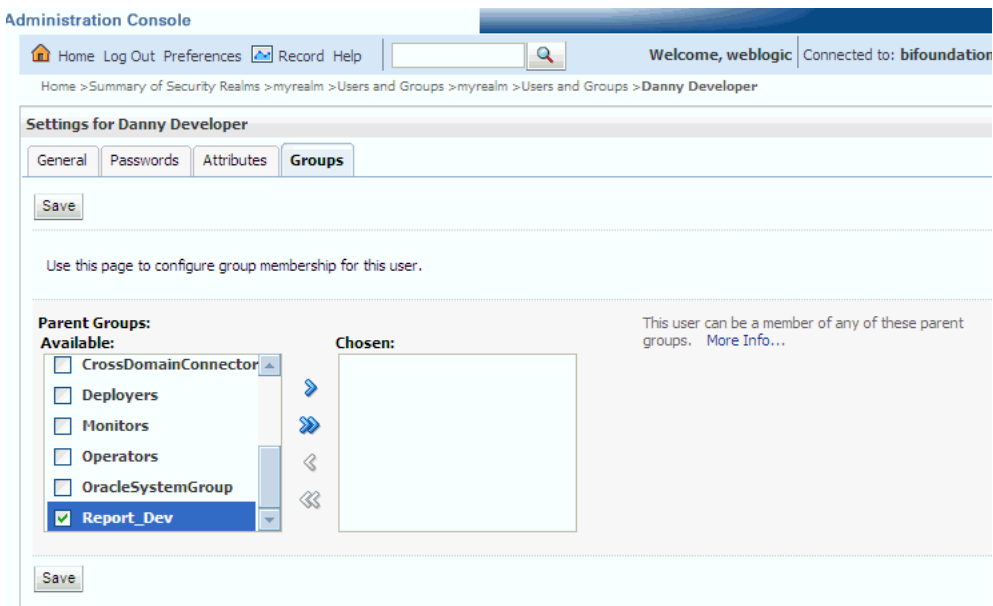 Administration Console
Home Log Out Preferences Record Help
Welcome, weblogic Connected to: bifoundation
Home >Summary of Security Realms >myrealm >Users and Groups >myrealm >Users and Groups >Danny Developer
Settings for Danny Developer
General Passwords Attributes Groups
Save
Use this page to configure group membership for this user.
Parent Groups:
Available:
CrossDomainConnector
Deployers
Monitors
Operators
OracleSystemGroup
Report_Dev
Chosen:
This user can be a member of any of these parent
groups. More Info...
Save